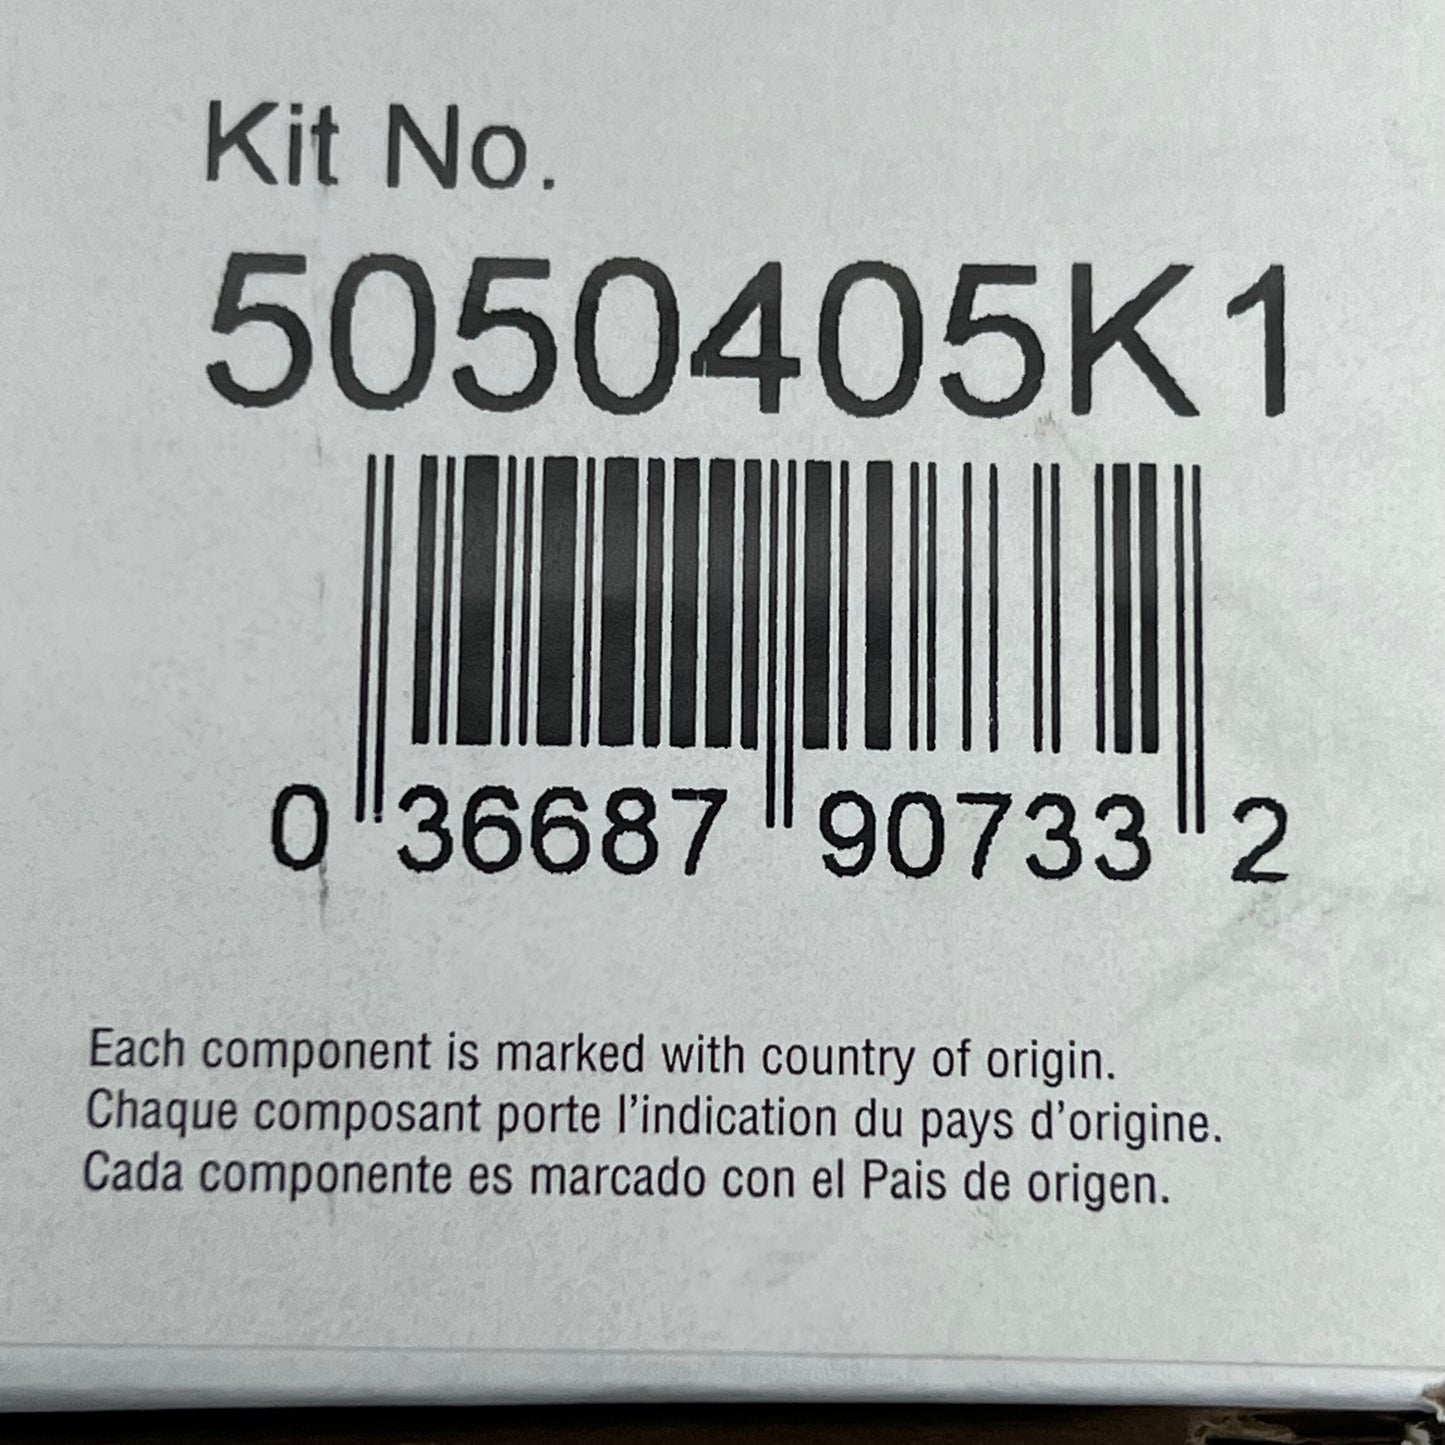 Kit No.
5050405K1
0 36687 90733 2
Each component is marked with country of origin.
Chaque composant porte l'indication du pays d'origine.
Cada componente es marcado con el Pais de origen.